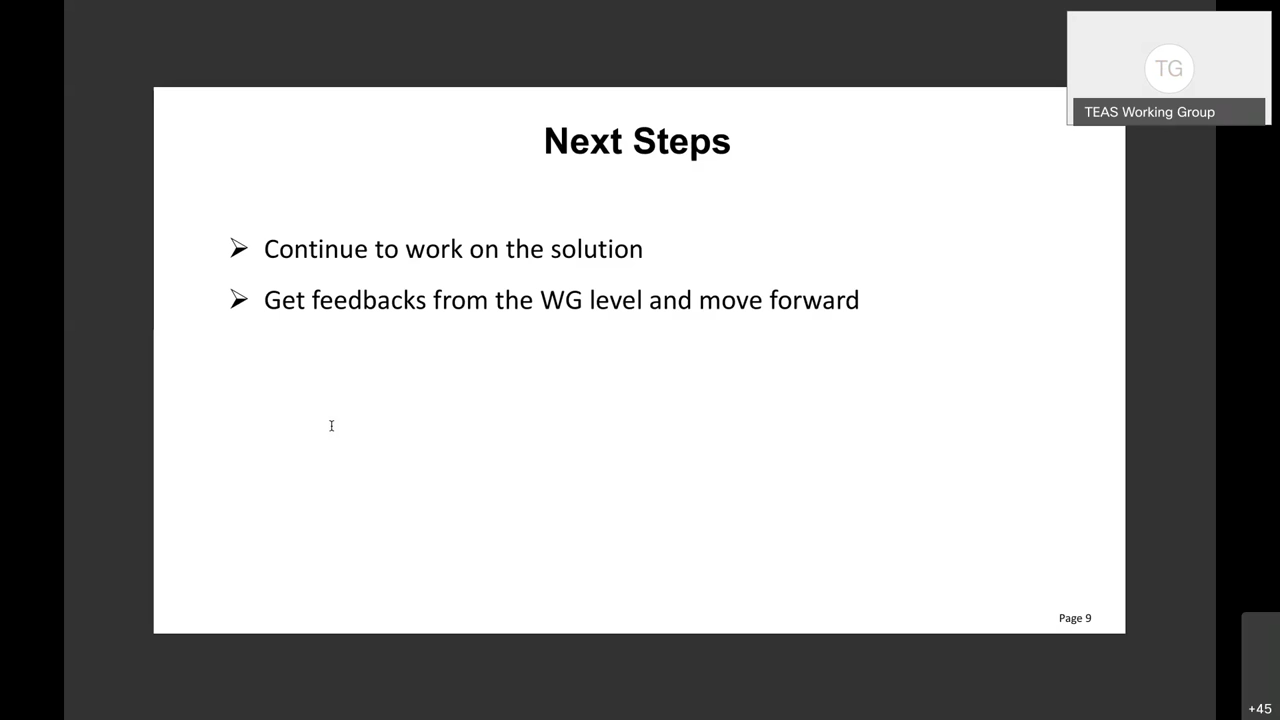 TG
TEAS Working Group
Next Steps
Continue to work on the solution
Get feedbacks from the WG level and move forward
Page 9
+45